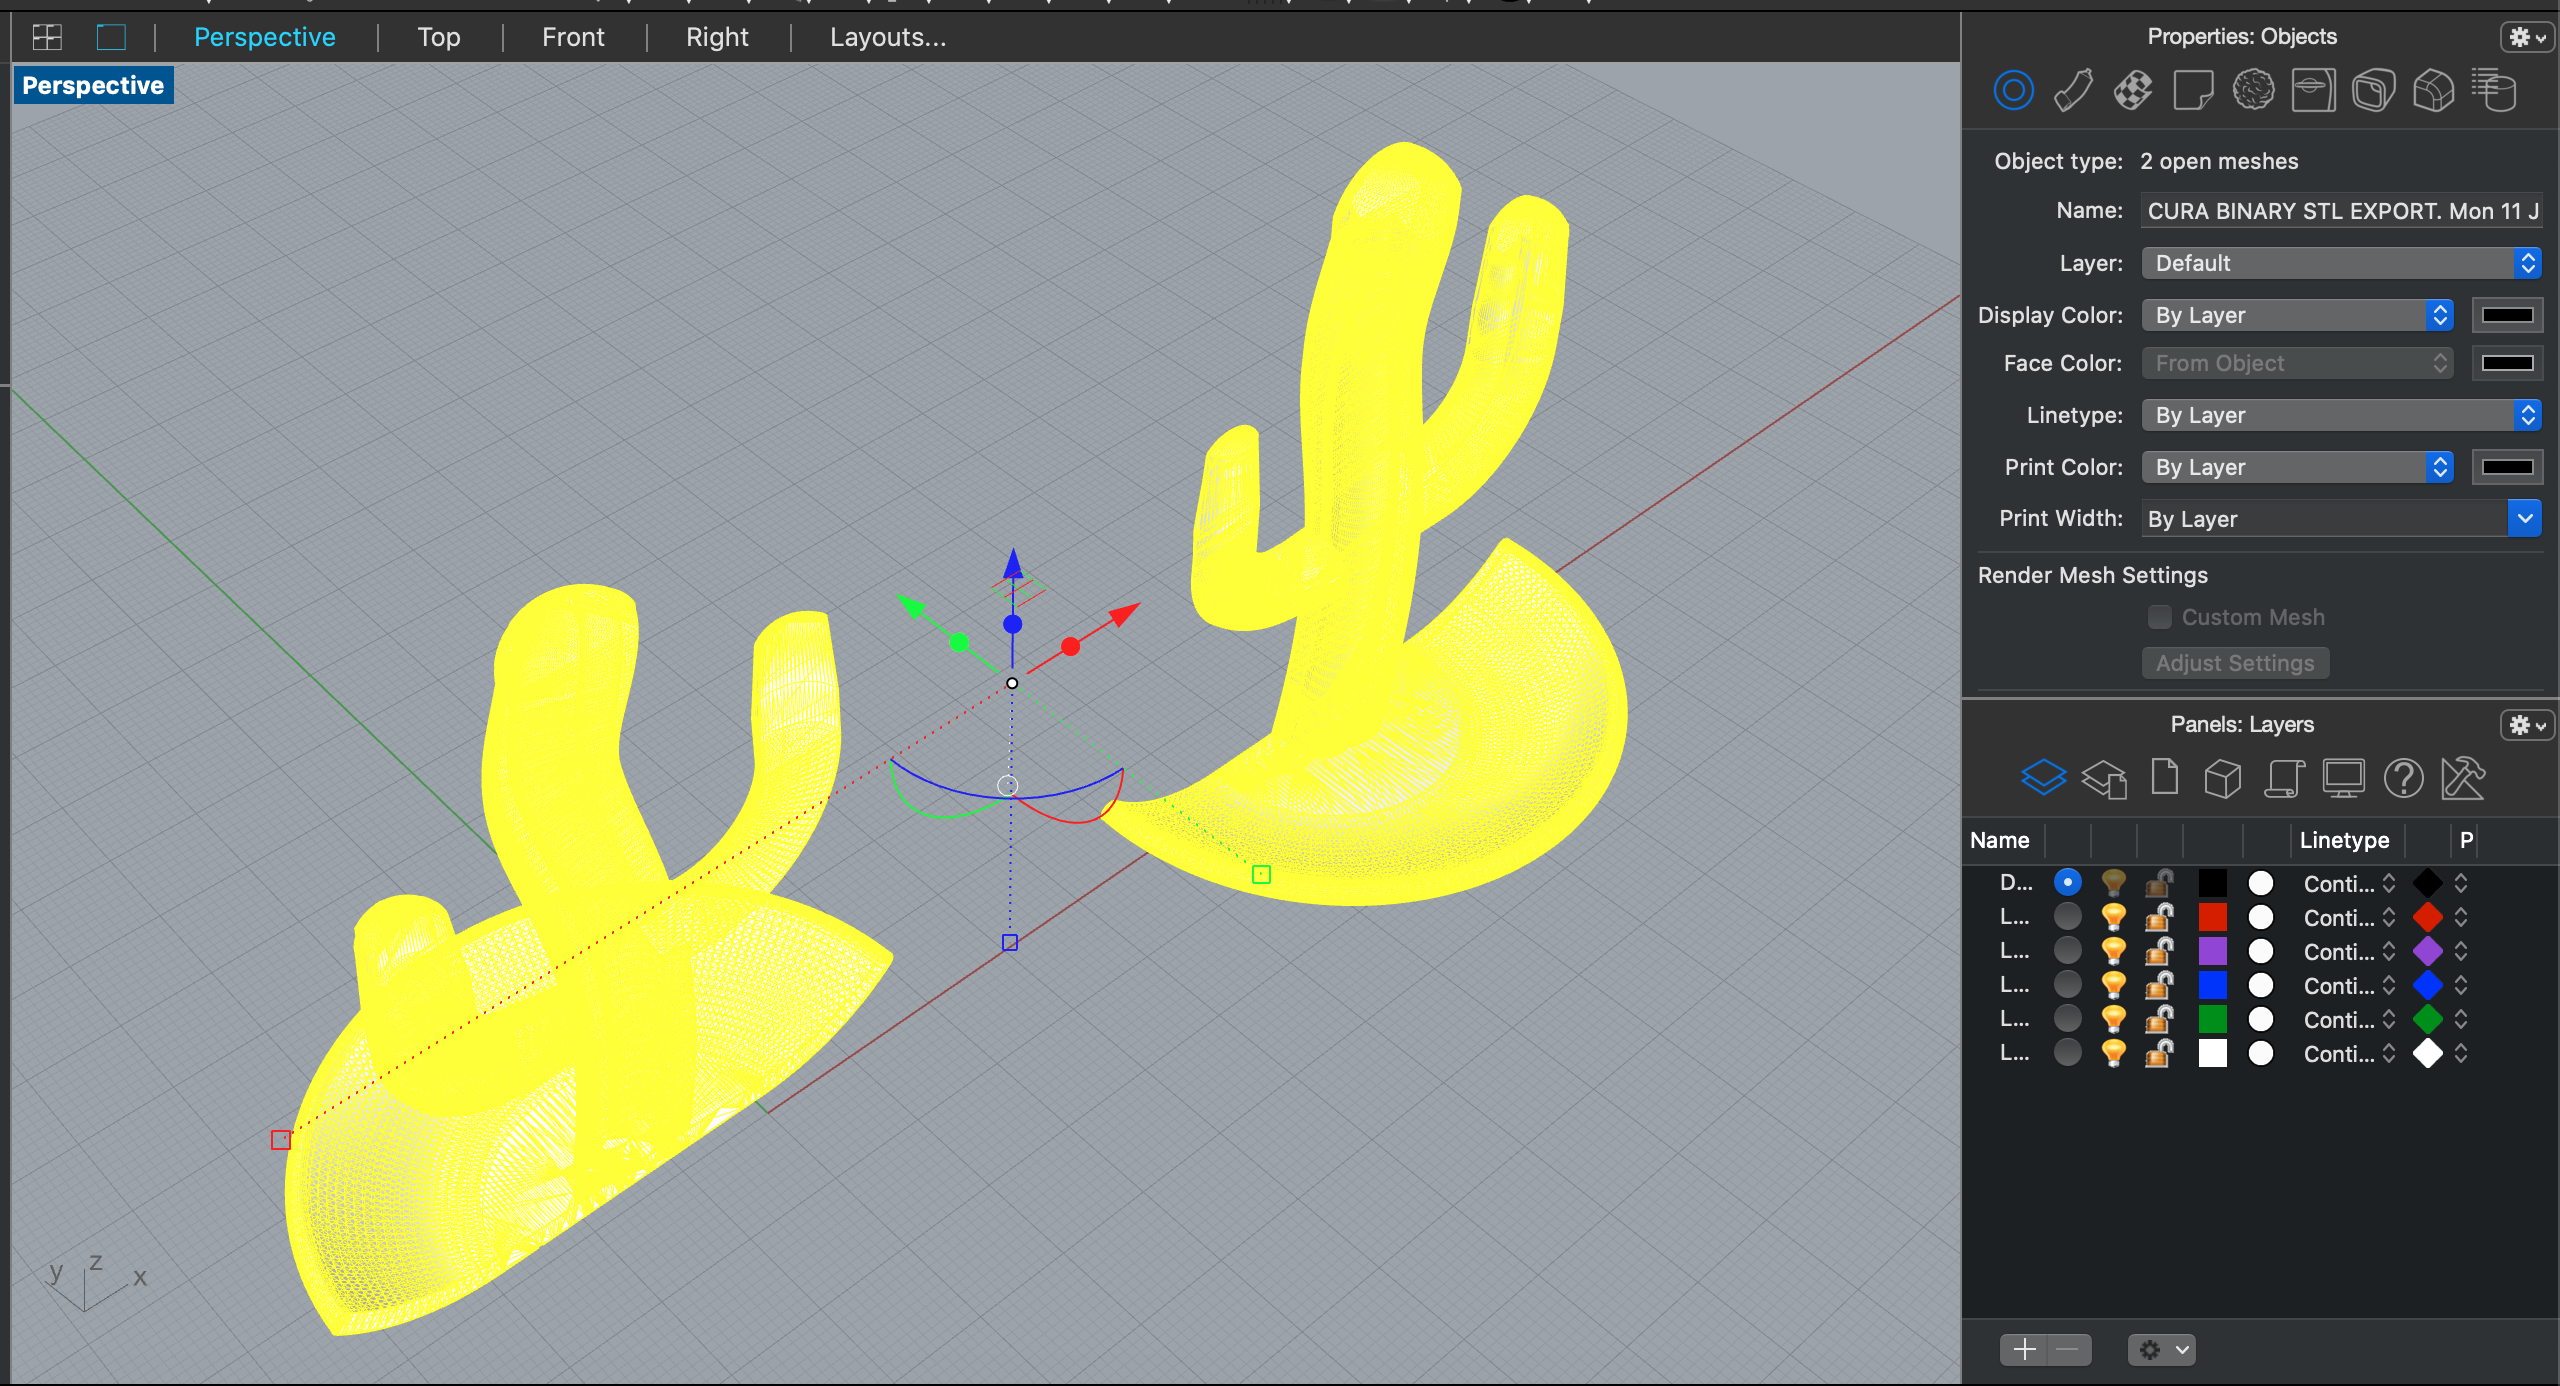 Perspective Top Front Right Layouts...
Perspective
y z x
Properties: Objects
Object type: 2 open meshes
Name: CURA BINARY STL EXPORT. Mon 11 J
Layer: Default
Display Color: By Layer
Face Color: From Object
Linetype: By Layer
Print Color: By Layer
Print Width: By Layer
Render Mesh Settings
Custom Mesh
Adjust Settings
Panels: Layers
Name Linetype P
D... Conti...
L... Conti...
L... Conti...
L... Conti...
L... Conti...
L... Conti...